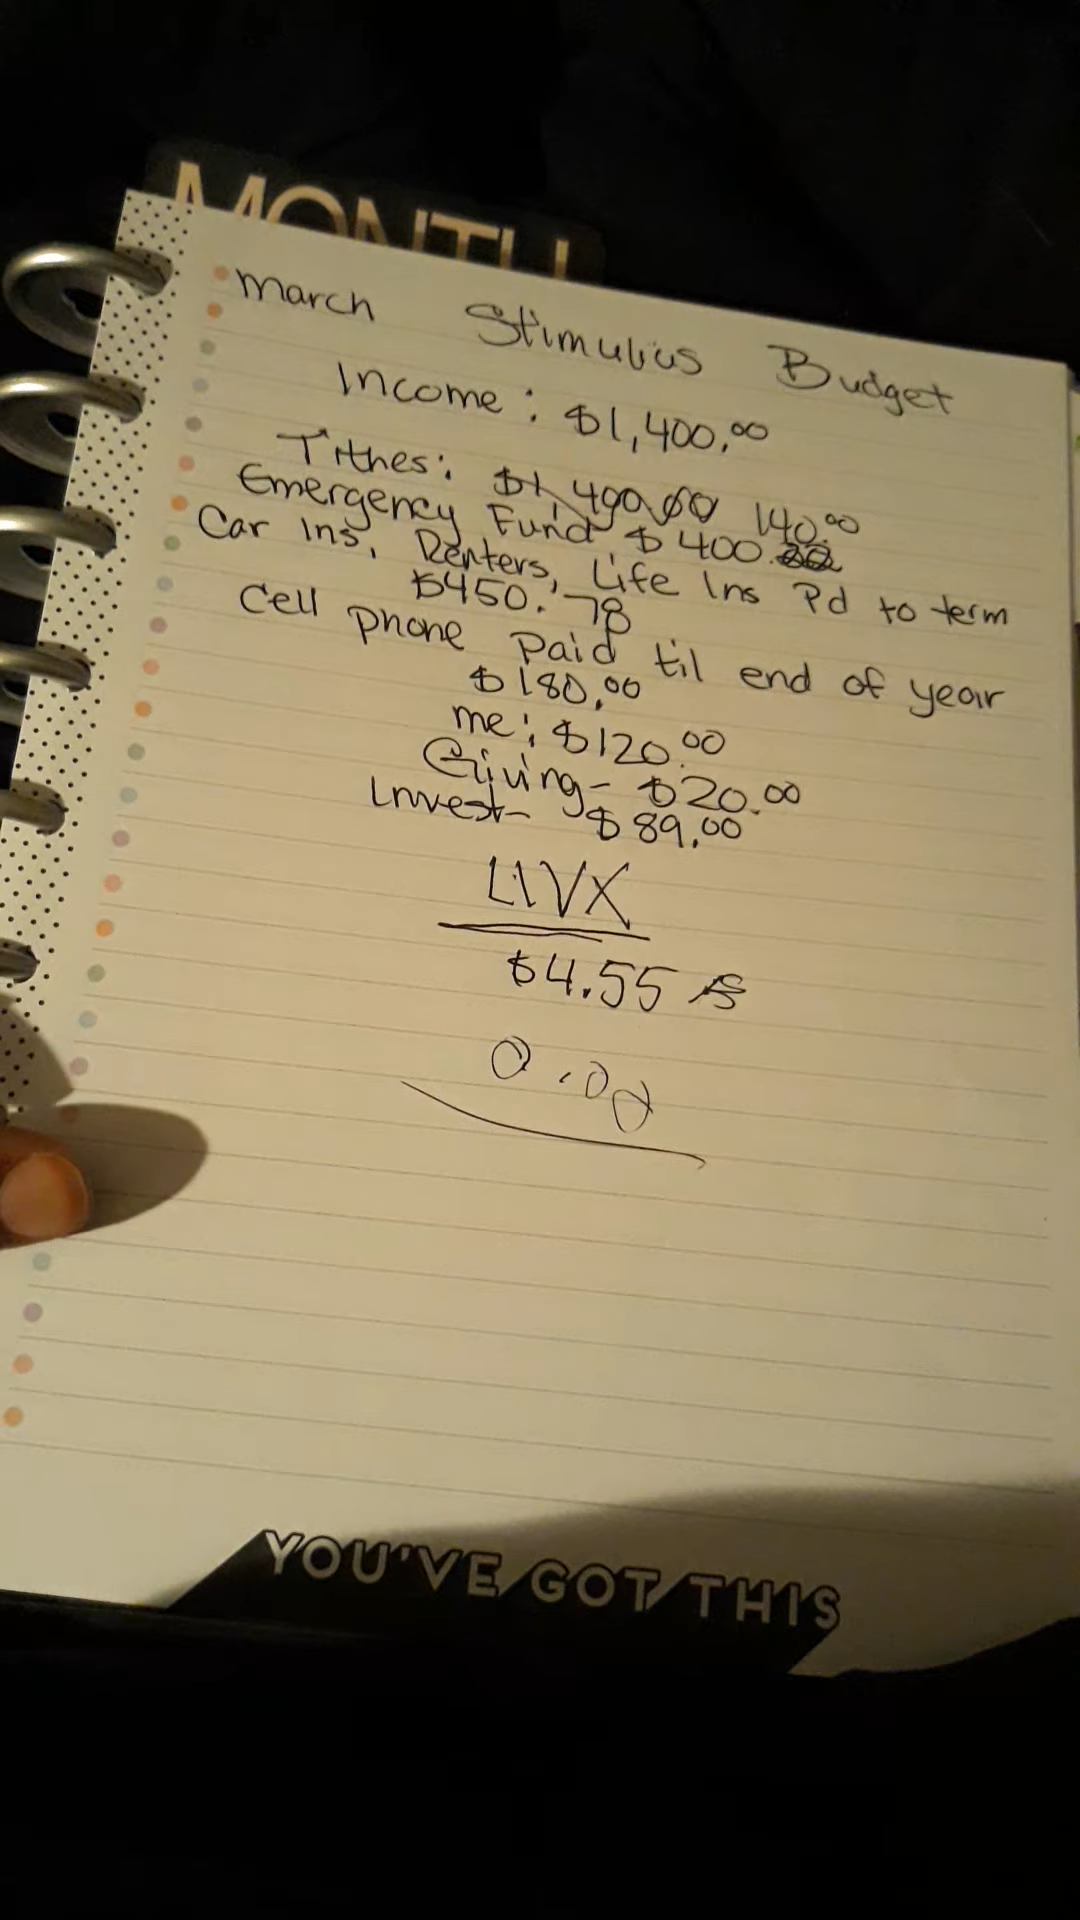 MONTH
march Stimulus Budget
Income: $1,400.00
Tithes: $1,400.00 140.00
Emergency Fund $400.00
Car Ins, Renters, Life Ins Pd to term
$450.78
Cell phone paid til end of year
$180.00
me: $120.00
Giving- $20.00
Invest- $89.00
LIVX
$4.55
0.00
YOU'VE GOT THIS